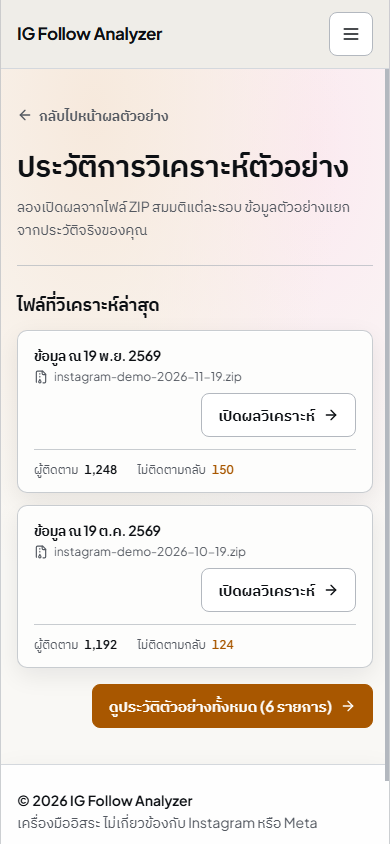 IG Follow Analyzer
← กลับไปหน้าผลตัวอย่าง
ประวัติการวิเคราะห์ตัวอย่าง
ลองเปิดผลจากไฟล์ ZIP สมมติแต่ละรอบ ข้อมูลตัวอย่างแยก
จากประวัติจริงของคุณ
ไฟล์ที่วิเคราะห์ล่าสุด
ข้อมูล ณ 19 พ.ย. 2569
instagram-demo-2026-11-19.zip
เปิดผลวิเคราะห์ →
ผู้ติดตาม 1,248 ไม่ติดตามกลับ 150
ข้อมูล ณ 19 ต.ค. 2569
instagram-demo-2026-10-19.zip
เปิดผลวิเคราะห์ →
ผู้ติดตาม 1,192 ไม่ติดตามกลับ 124
ดูประวัติตัวอย่างทั้งหมด (6 รายการ) →
© 2026 IG Follow Analyzer
เครื่องมืออิสระ ไม่เกี่ยวข้องกับ Instagram หรือ Meta